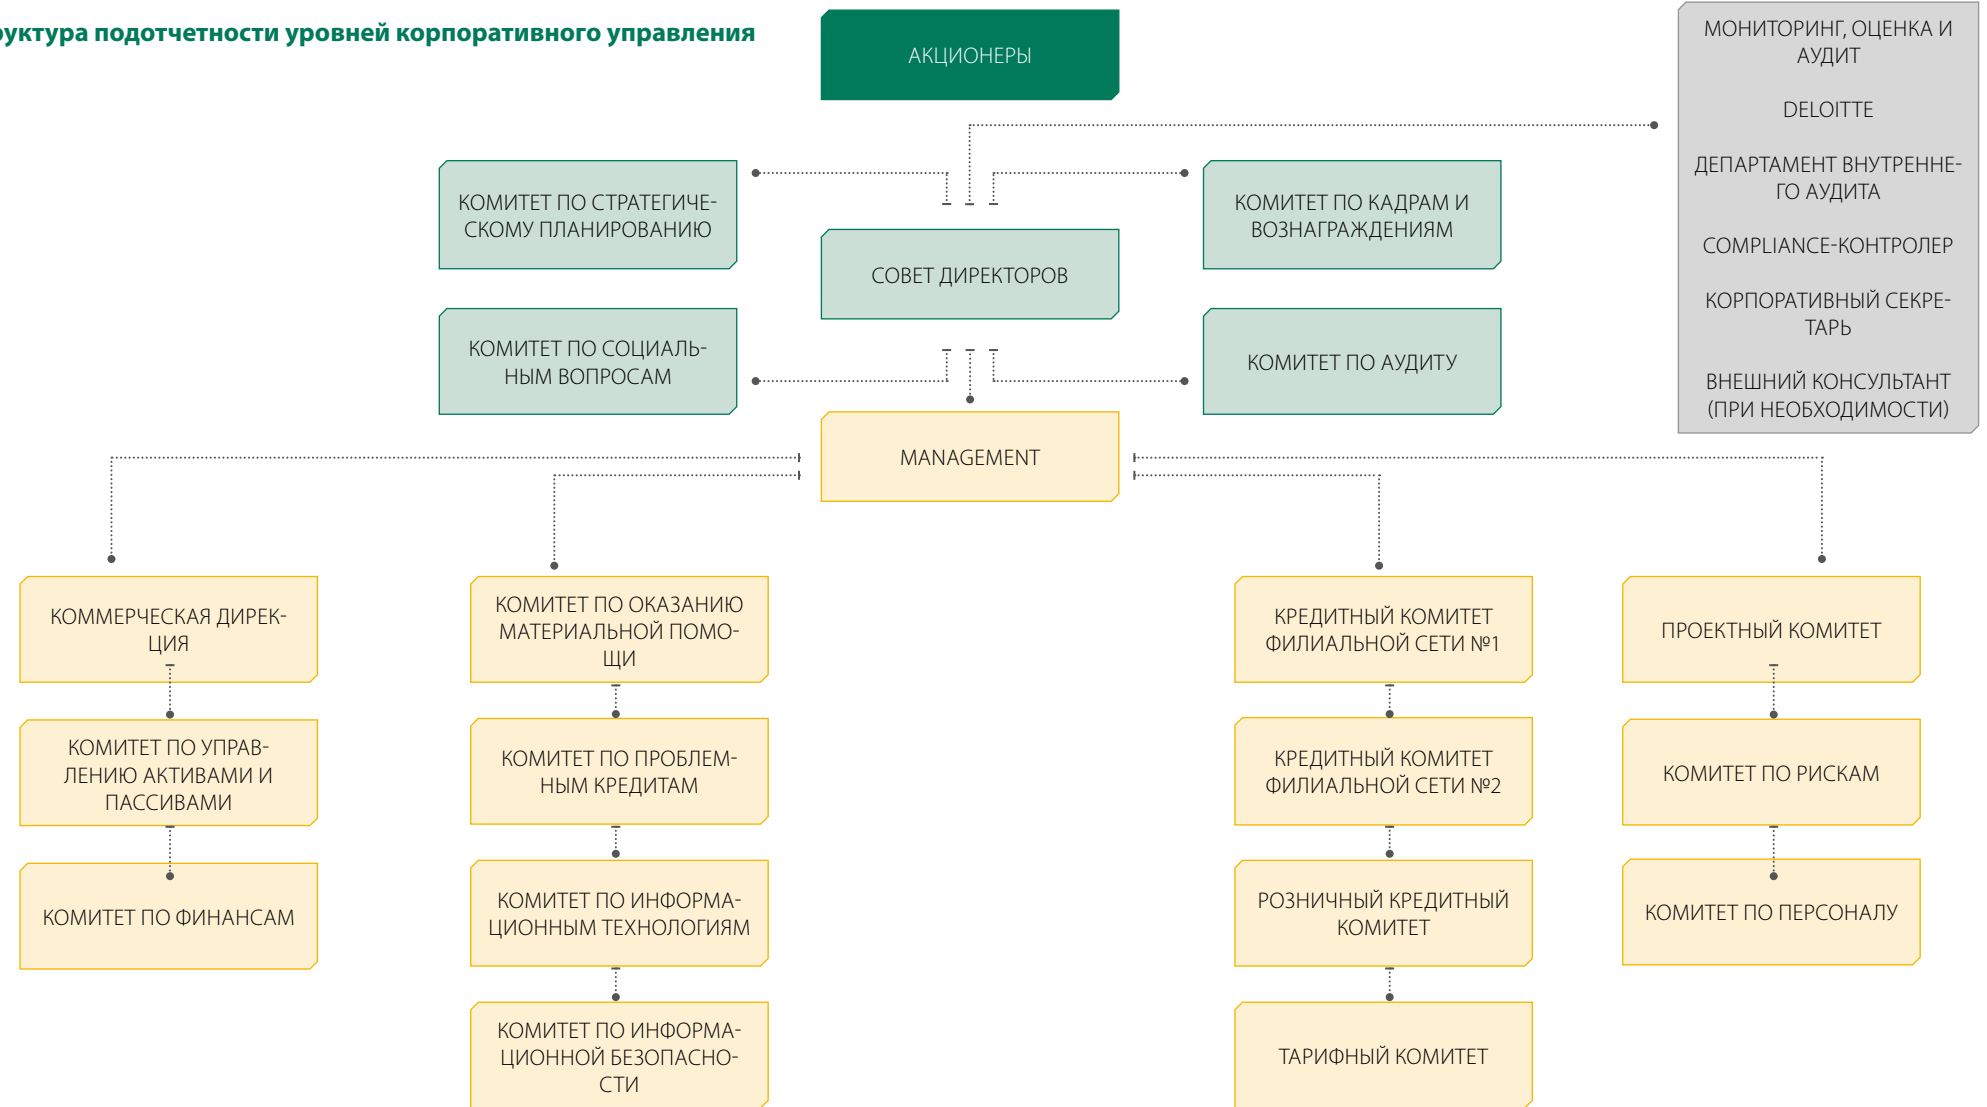 руктура подотчетности уровней корпоративного управления
АКЦИОНЕРЫ
МОНИТОРИНГ, ОЦЕНКА И
АУДИТ
DELOITTE
ДЕПАРТАМЕНТ ВНУТРЕННЕ-
ГО АУДИТА
COMPLIANCE-КОНТРОЛЕР
КОРПОРАТИВНЫЙ СЕКРЕ-
ТАРЬ
ВНЕШНИЙ КОНСУЛЬТАНТ
(ПРИ НЕОБХОДИМОСТИ)
КОМИТЕТ ПО СТРАТЕГИЧЕ-
СКОМУ ПЛАНИРОВАНИЮ
КОМИТЕТ ПО КАДРАМ И
ВОЗНАГРАЖДЕНИЯМ
СОВЕТ ДИРЕКТОРОВ
КОМИТЕТ ПО СОЦИАЛЬ-
НЫМ ВОПРОСАМ
КОМИТЕТ ПО АУДИТУ
MANAGEMENT
КОММЕРЧЕСКАЯ ДИРЕК-
ЦИЯ
КОМИТЕТ ПО УПРАВ-
ЛЕНИЮ АКТИВАМИ И
ПАССИВАМИ
КОМИТЕТ ПО ФИНАНСАМ
КОМИТЕТ ПО ОКАЗАНИЮ
МАТЕРИАЛЬНОЙ ПОМО-
ЩИ
КОМИТЕТ ПО ПРОБЛЕМ-
НЫМ КРЕДИТАМ
КОМИТЕТ ПО ИНФОРМА-
ЦИОННЫМ ТЕХНОЛОГИЯМ
КОМИТЕТ ПО ИНФОРМА-
ЦИОННОЙ БЕЗОПАСНО-
СТИ
КРЕДИТНЫЙ КОМИТЕТ
ФИЛИАЛЬНОЙ СЕТИ №1
КРЕДИТНЫЙ КОМИТЕТ
ФИЛИАЛЬНОЙ СЕТИ №2
РОЗНИЧНЫЙ КРЕДИТНЫЙ
КОМИТЕТ
ТАРИФНЫЙ КОМИТЕТ
ПРОЕКТНЫЙ КОМИТЕТ
КОМИТЕТ ПО РИСКАМ
КОМИТЕТ ПО ПЕРСОНАЛУ